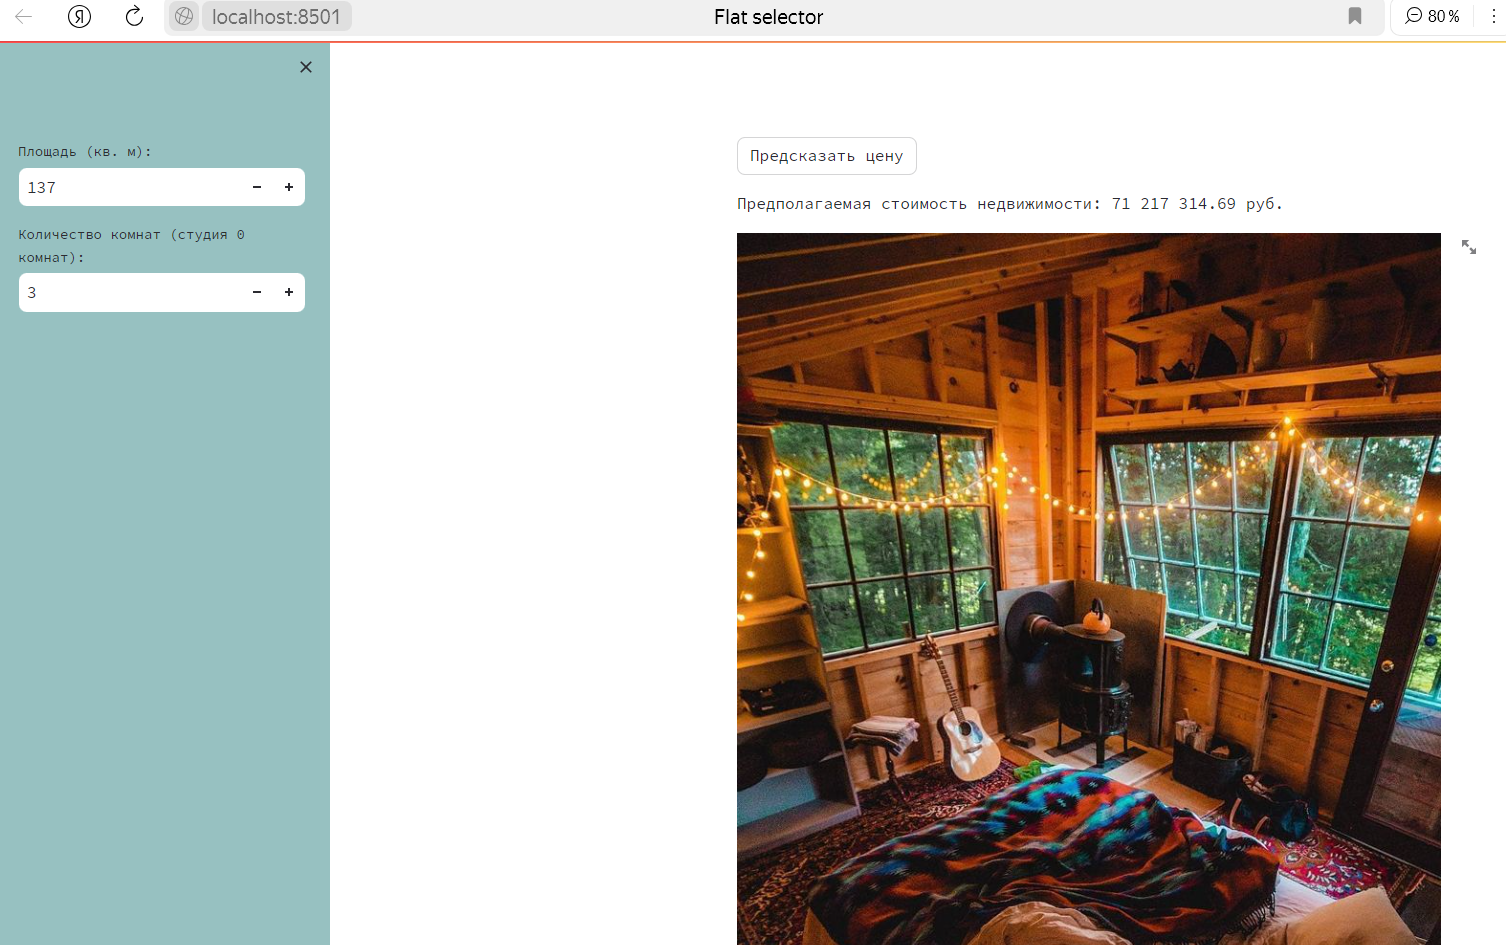 localhost:8501
Flat selector
80 %
Площадь (кв. м):
137
Количество комнат (студия 0
комнат):
3
Предсказать цену
Предполагаемая стоимость недвижимости: 71 217 314.69 руб.